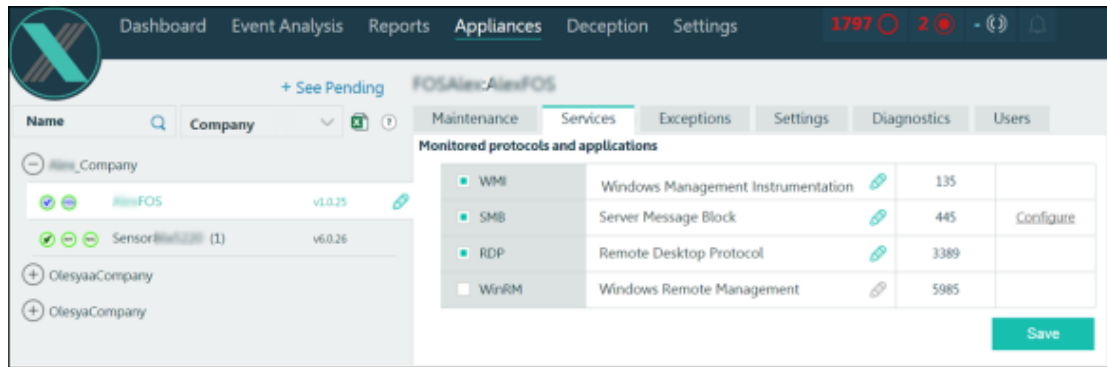 Dashboard Event Analysis Reports Appliances Deception Settings 1797 2 -
+ See Pending
Name Company
Maintenance Services Exceptions Settings Diagnostics Users
Monitored protocols and applications
_Company
WMI Windows Management Instrumentation 135
FOS v1.0.25
SMB Server Message Block 445 Configure
Sensor (1) v6.0.26
RDP Remote Desktop Protocol 3389
OlesyaaCompany
WinRM Windows Remote Management 5985
OlesyaCompany
Save